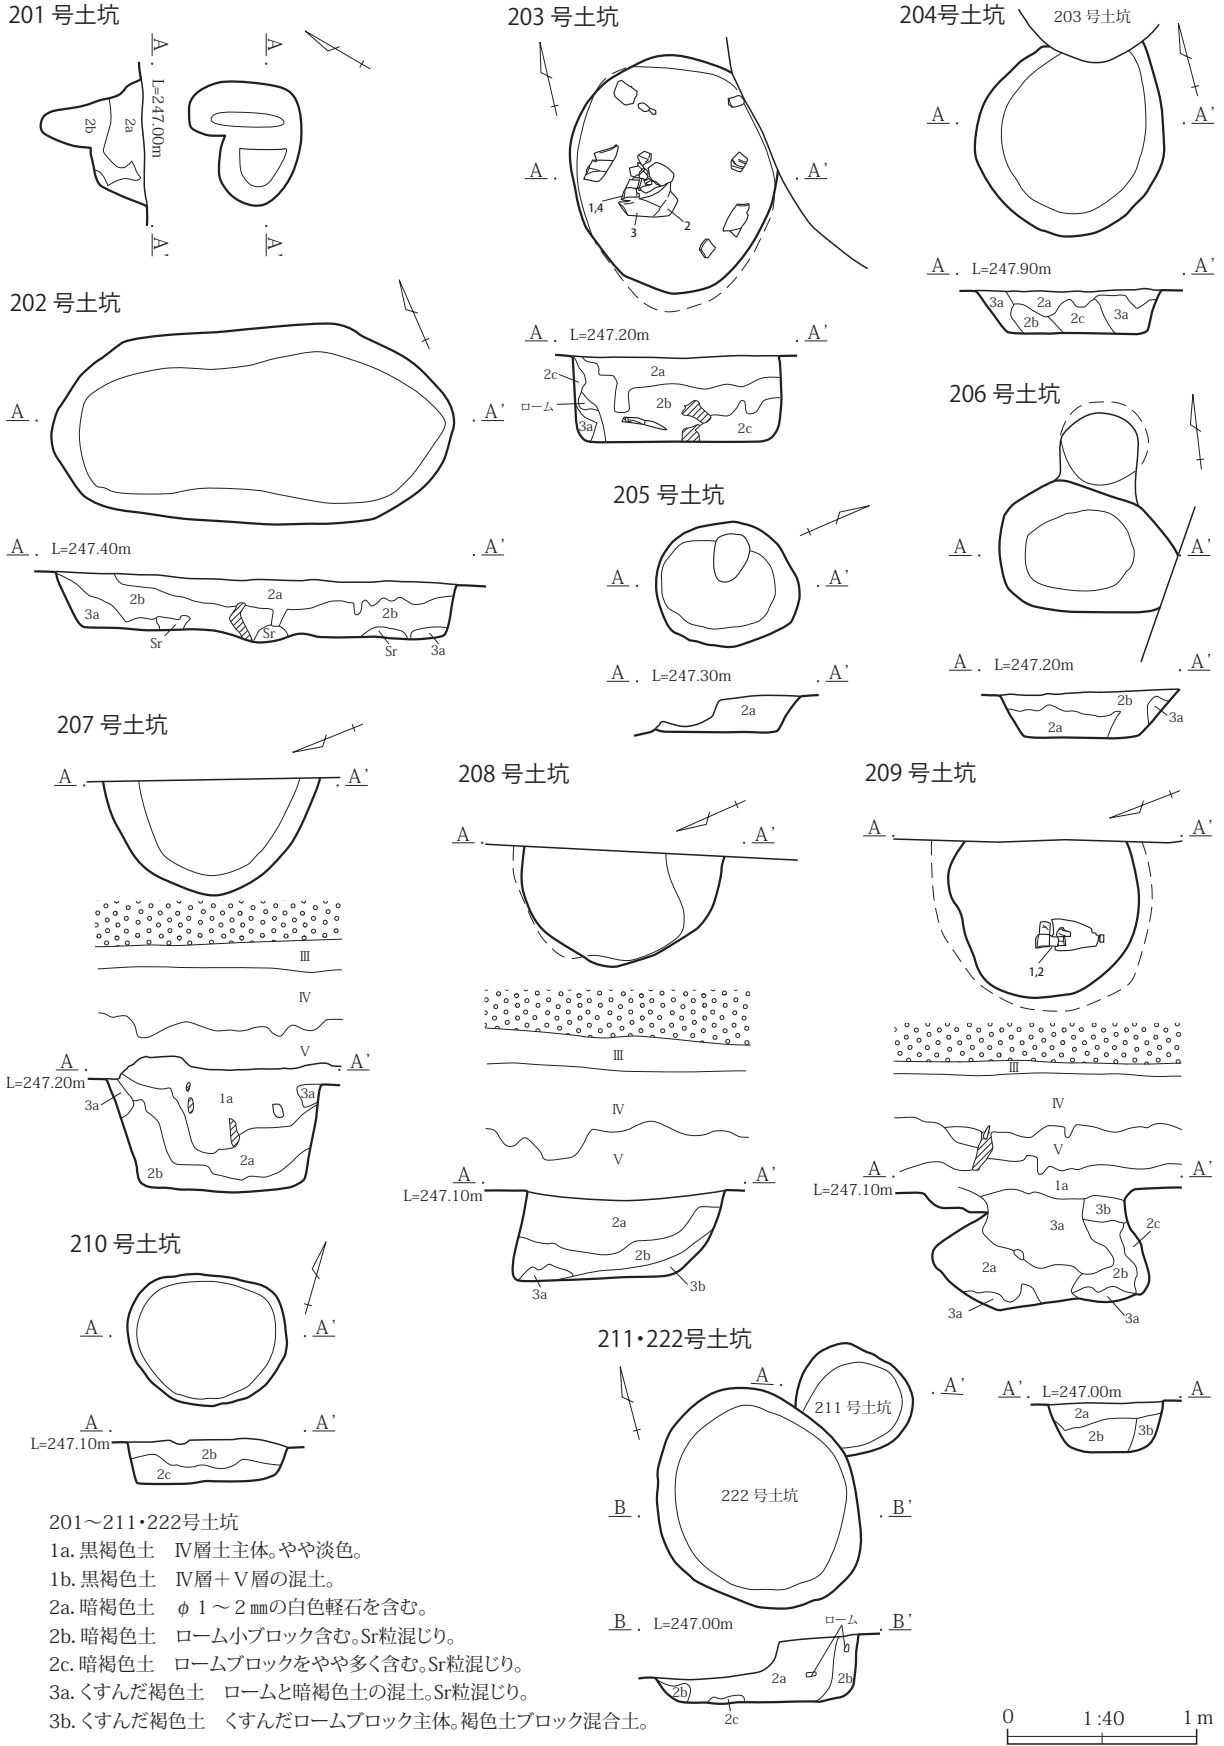 201 号土坑
A
A
L=247.00m
2a
2b
A'
A'
203 号土坑
A
A'
1,4
3
2
A
L=247.20m
A'
2c
ローム
3a
2a
2b
2c
204号土坑
203 号土坑
A
A'
A
L=247.90m
A'
3a
2a
2b
2c
3a
202 号土坑
A
A'
A
L=247.40m
A'
3a
2b
2a
2b
Sr
Sr
Sr
3a
205 号土坑
A
A'
A
L=247.30m
A'
2a
206 号土坑
A
A'
A
L=247.20m
A'
2b
2a
3a
207 号土坑
A
A'
Ⅲ
Ⅳ
Ⅴ
A
A'
L=247.20m
3a
1a
3a
2a
2b
208 号土坑
A
A'
Ⅲ
Ⅳ
Ⅴ
A
A'
L=247.10m
2a
2b
3a
3b
209 号土坑
A
A'
1,2
Ⅲ
Ⅳ
Ⅴ
A
A'
L=247.10m
1a
3b
3a
2c
2a
2b
3a
3a
210 号土坑
A
A'
A
A'
L=247.10m
2b
2c
211・222号土坑
A
A'
211 号土坑
222 号土坑
B
B'
A'
L=247.00m
A
2a
2b
3b
B
L=247.00m
ローム
B'
2b
2a
2b
2c
201～211・222号土坑
1a. 黒褐色土　Ⅳ層土主体。やや淡色。
1b. 黒褐色土　Ⅳ層＋Ⅴ層の混土。
2a. 暗褐色土　φ 1～2㎜の白色軽石を含む。
2b. 暗褐色土　ローム小ブロック含む。Sr粒混じり。
2c. 暗褐色土　ロームブロックをやや多く含む。Sr粒混じり。
3a. くすんだ褐色土　ロームと暗褐色土の混土。Sr粒混じり。
3b. くすんだ褐色土　くすんだロームブロック主体。褐色土ブロック混合土。
0
1:40
1 m